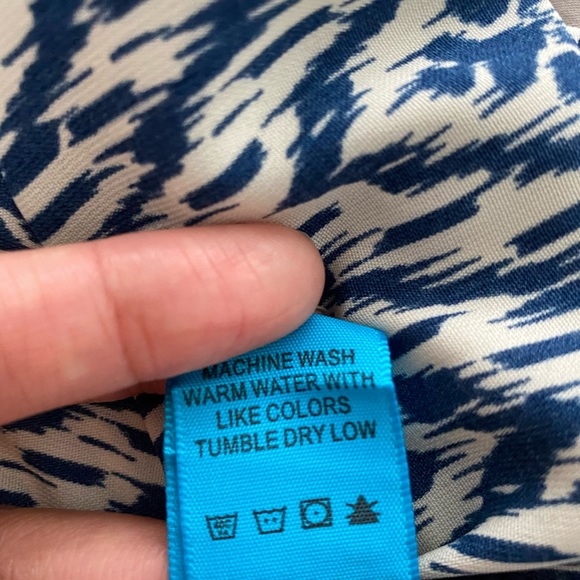 MACHINE WASH
WARM WATER WITH
LIKE COLORS
TUMBLE DRY LOW